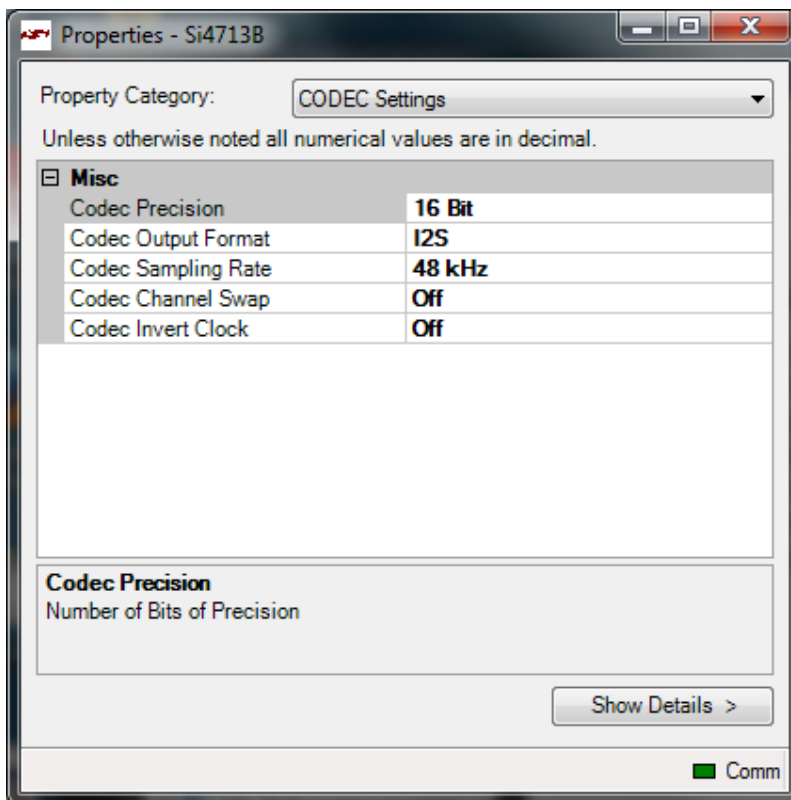 Properties - Si4713B
Property Category: CODEC Settings
Unless otherwise noted all numerical values are in decimal.
Misc
Codec Precision 16 Bit
Codec Output Format I2S
Codec Sampling Rate 48 kHz
Codec Channel Swap Off
Codec Invert Clock Off
Codec Precision
Number of Bits of Precision
Show Details >
Comm